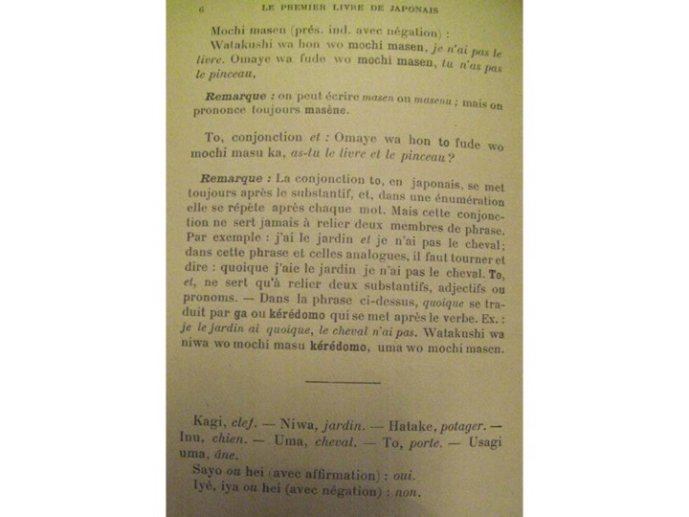 6 LE PREMIER LIVRE DE JAPONAIS
Mochi masen (prés. ind. avec négation) :
Watakushi wa hon wo mochi masen, je n'ai pas le
livre. Omaye wa fude wo mochi masen, tu n'as pas
le pinceau,
Remarque : on peut écrire masen ou masenu ; mais on
prononce toujours masène.
To, conjonction et : Omaye wa hon to fude wo
mochi masu ka, as-tu le livre et le pinceau ?
Remarque : La conjonction to, en japonais, se met
toujours après le substantif, et, dans une énumération
elle se répète après chaque mot. Mais cette conjonc-
tion ne sert jamais à relier deux membres de phrase.
Par exemple : j'ai le jardin et je n'ai pas le cheval;
dans cette phrase et celles analogues, il faut tourner et
dire : quoique j'aie le jardin je n'ai pas le cheval. To,
et, ne sert qu'à relier deux substantifs, adjectifs ou
pronoms. — Dans la phrase ci-dessus, quoique se tra-
duit par ga ou kérédomo qui se met après le verbe. Ex. :
je le jardin ai quoique, le cheval n'ai pas. Watakushi wa
niwa wo mochi masu kérédomo, uma wo mochi masen.
Kagi, clef. — Niwa, jardin. — Hatake, potager. —
Inu, chien. — Uma, cheval. — To, porte. — Usagi
uma, âne.
Sayo ou hei (avec affirmation) : oui.
Iyé, iya ou hei (avec négation) : non.